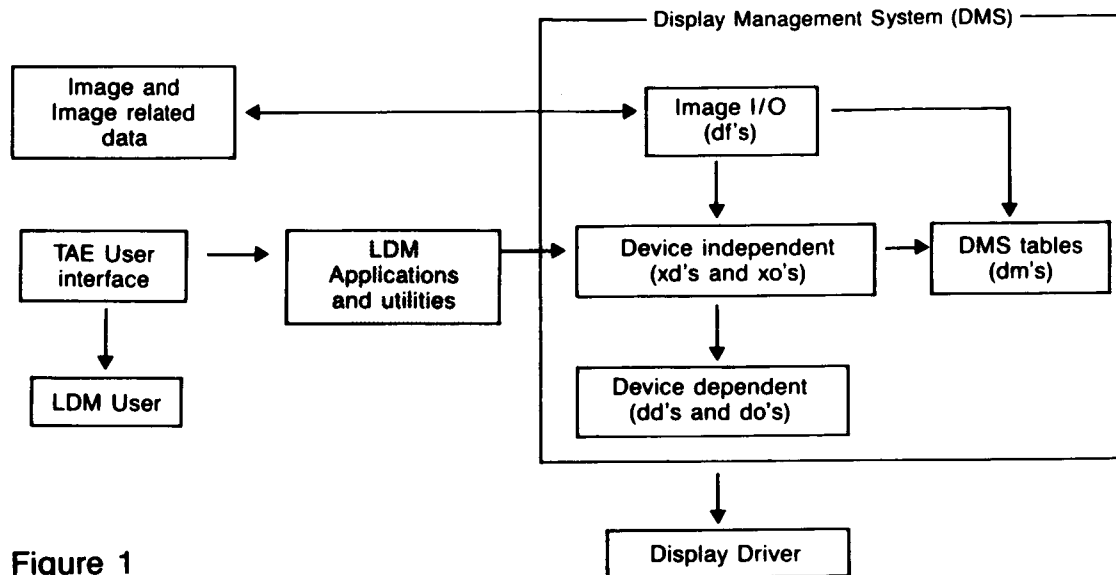 Display Management System (DMS)
Image and
Image related
data
Image I/O
(df's)
TAE User
interface
LDM
Applications
and utilities
Device independent
(xd's and xo's)
DMS tables
(dm's)
LDM User
Device dependent
(dd's and do's)
Display Driver
Figure 1